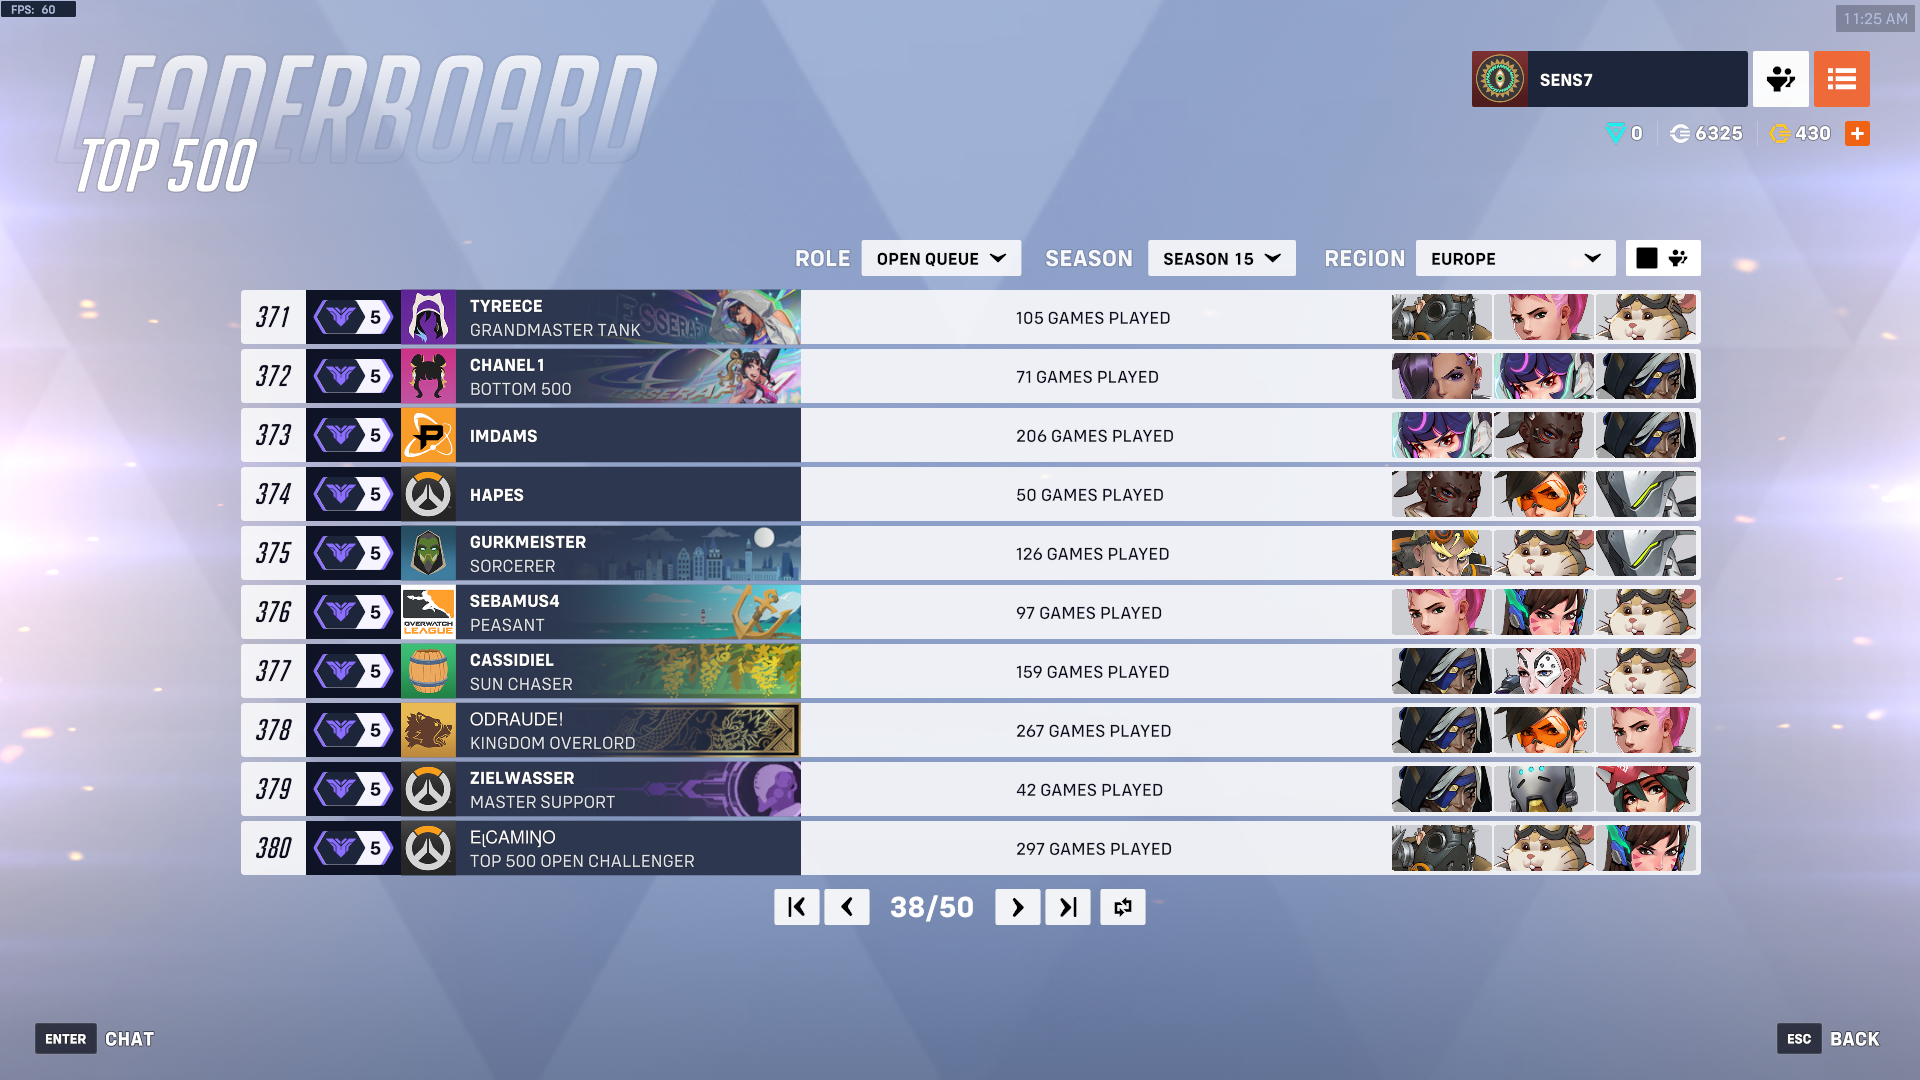 FPS: 60
11:25 AM
LEADERBOARD
TOP 500
SENS7
0
6325
430
ROLE
OPEN QUEUE
SEASON
SEASON 15
REGION
EUROPE
371
5
TYREECE
GRANDMASTER TANK
105 GAMES PLAYED
372
5
CHANEL1
BOTTOM 500
71 GAMES PLAYED
373
5
IMDAMS
206 GAMES PLAYED
374
5
HAPES
50 GAMES PLAYED
375
5
GURKMEISTER
SORCERER
126 GAMES PLAYED
376
5
OVERWATCH
LEAGUE
SEBAMUS4
PEASANT
97 GAMES PLAYED
377
5
CASSIDIEL
SUN CHASER
159 GAMES PLAYED
378
5
ODRAUDE!
KINGDOM OVERLORD
267 GAMES PLAYED
379
5
ZIELWASSER
MASTER SUPPORT
42 GAMES PLAYED
380
5
TOP 500 OPEN CHALLENGER
297 GAMES PLAYED
38/50
ENTER CHAT
ESC BACK